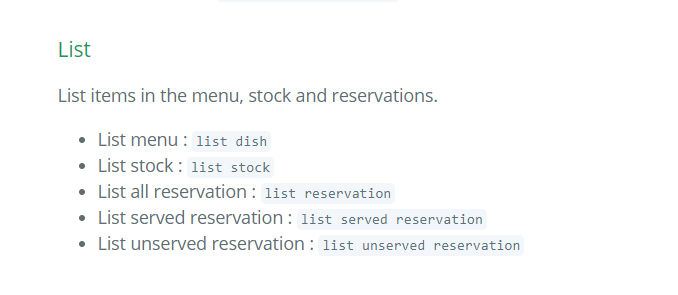 List
List items in the menu, stock and reservations.
List menu : list dish
List stock : list stock
List all reservation : list reservation
List served reservation : list served reservation
List unserved reservation : list unserved reservation